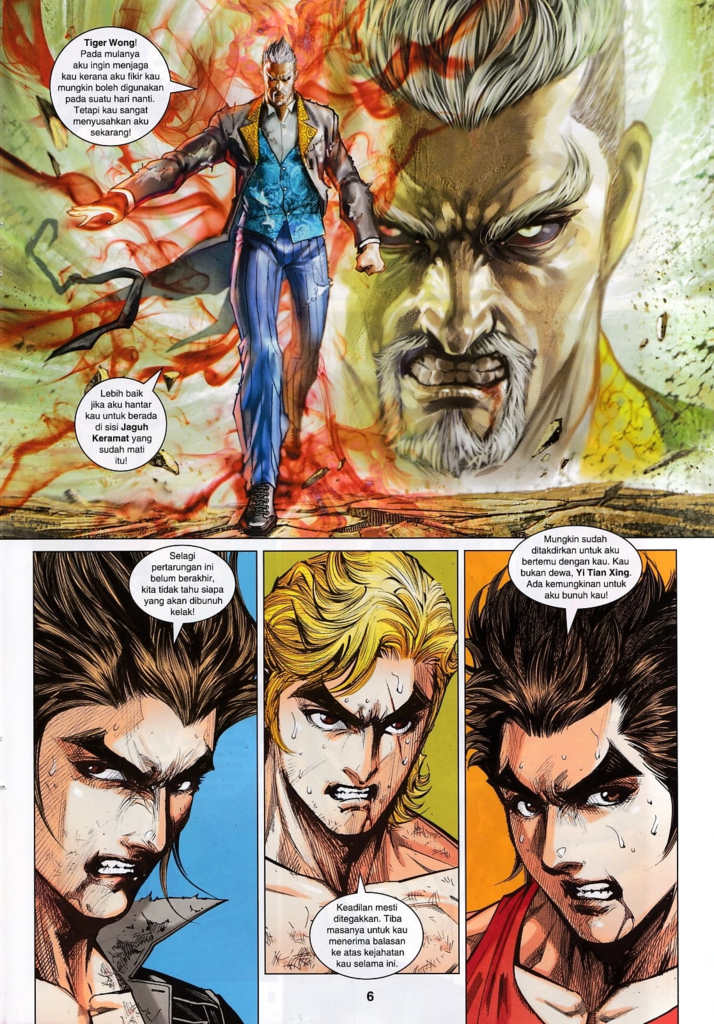 Tiger Wong!
Pada mulanya
aku ingin menjaga
kau kerana aku fikir kau
mungkin boleh digunakan
pada suatu hari nanti.
Tetapi kau sangat
menyusahkan aku
sekarang!
Lebih baik
jika aku hantar
kau untuk berada
di sisi Jaguh
Keramat yang
sudah mati
itu!
Selagi
pertarungan ini
belum berakhir,
kita tidak tahu siapa
yang akan dibunuh
kelak!
Keadilan mesti
ditegakkan. Tiba
masanya untuk kau
menerima balasan
ke atas kejahatan
kau selama ini.
Mungkin sudah
ditakdirkan untuk aku
bertemu dengan kau. Kau
bukan dewa, Yi Tian Xing.
Ada kemungkinan untuk
aku bunuh kau!
6